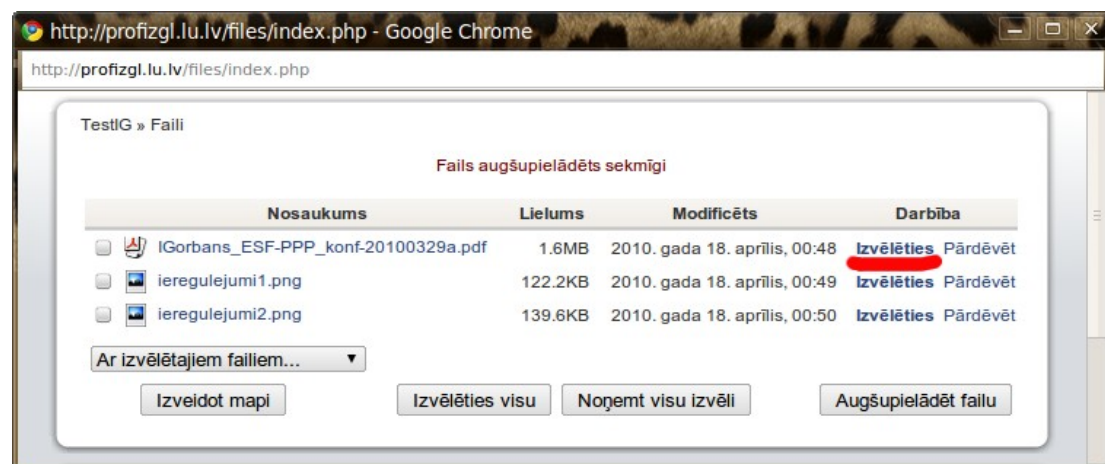 http://profizgl.lu.lv/files/index.php - Google Chrome
http://profizgl.lu.lv/files/index.php
TestIG » Faili
Fails augšupielādēts sekmīgi
Nosaukums Lielums Modificēts Darbība
IGorbans_ESF-PPP_konf-20100329a.pdf 1.6MB 2010. gada 18. aprīlis, 00:48 Izvēlēties Pārdēvēt
ieregulejumi1.png 122.2KB 2010. gada 18. aprīlis, 00:49 Izvēlēties Pārdēvēt
ieregulejumi2.png 139.6KB 2010. gada 18. aprīlis, 00:50 Izvēlēties Pārdēvēt
Ar izvēlētajiem failiem...
Izveidot mapi Izvēlēties visu Noņemt visu izvēli Augšupielādēt failu